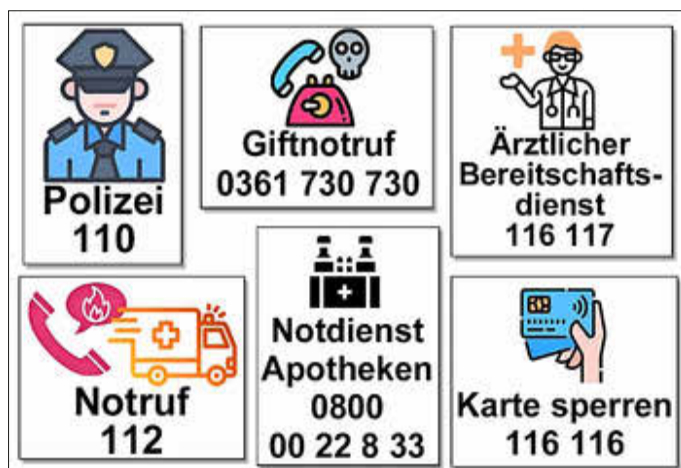 Polizei
110
Giftnotruf
0361 730 730
Ärztlicher
Bereitschafts-
dienst
116 117
Notruf
112
Notdienst
Apotheken
0800
00 22 8 33
Karte sperren
116 116